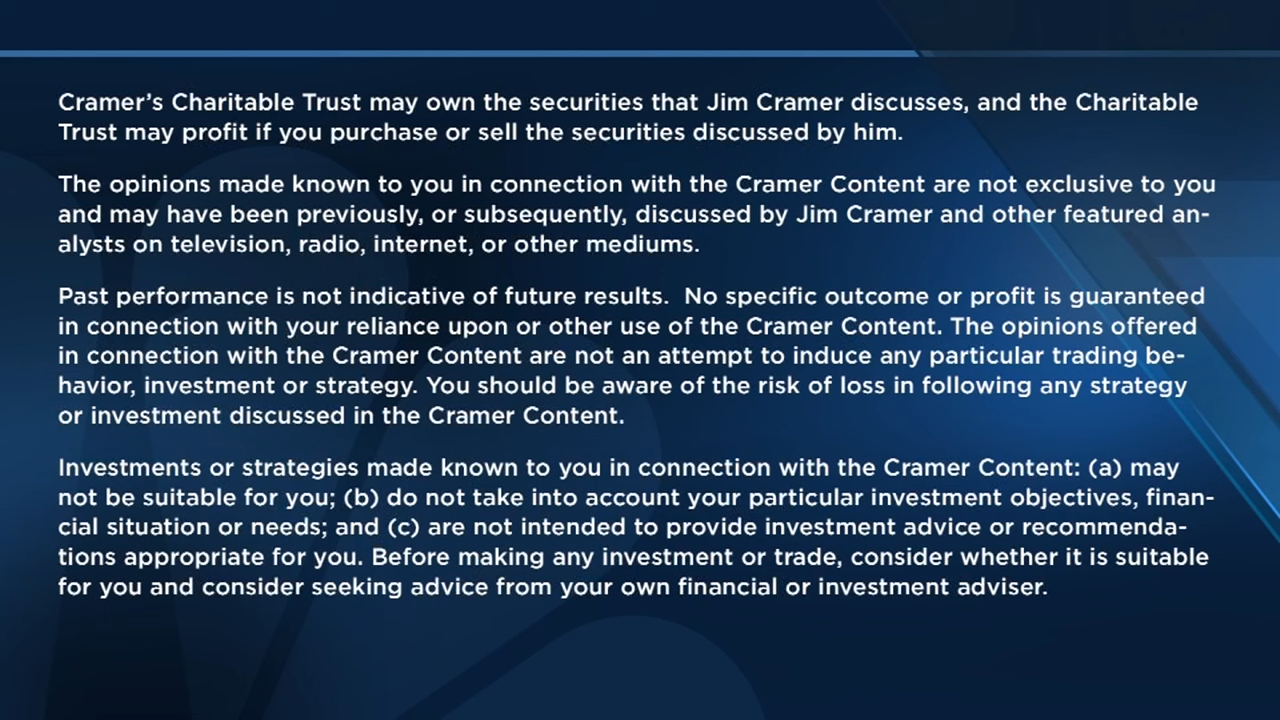 Cramer’s Charitable Trust may own the securities that Jim Cramer discusses, and the Charitable
Trust may profit if you purchase or sell the securities discussed by him.
The opinions made known to you in connection with the Cramer Content are not exclusive to you
and may have been previously, or subsequently, discussed by Jim Cramer and other featured an-
alysts on television, radio, internet, or other mediums.
Past performance is not indicative of future results.  No specific outcome or profit is guaranteed
in connection with your reliance upon or other use of the Cramer Content. The opinions offered
in connection with the Cramer Content are not an attempt to induce any particular trading be-
havior, investment or strategy. You should be aware of the risk of loss in following any strategy
or investment discussed in the Cramer Content.
Investments or strategies made known to you in connection with the Cramer Content: (a) may
not be suitable for you; (b) do not take into account your particular investment objectives, finan-
cial situation or needs; and (c) are not intended to provide investment advice or recommenda-
tions appropriate for you. Before making any investment or trade, consider whether it is suitable
for you and consider seeking advice from your own financial or investment adviser.